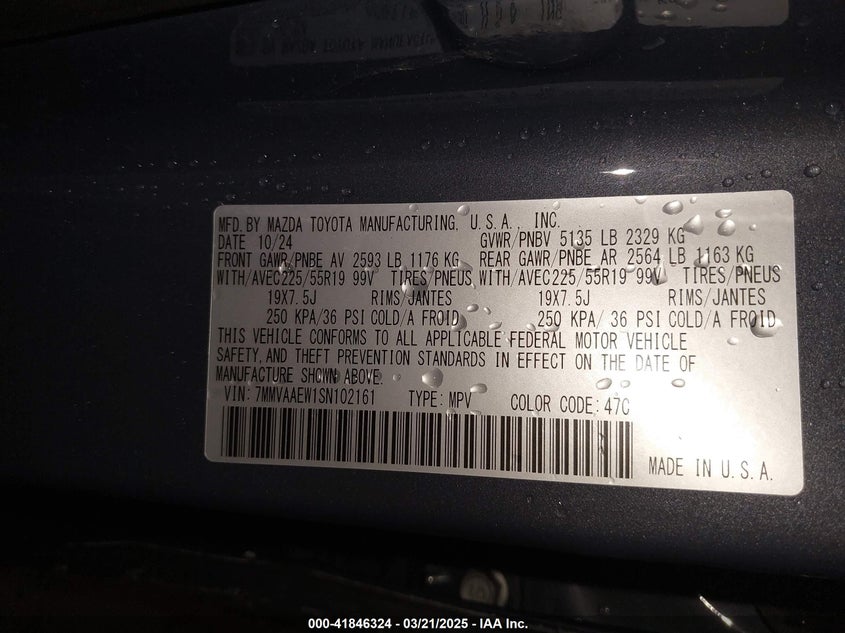 MFD. BY MAZDA TOYOTA MANUFACTURING, U.S.A., INC.
DATE 10/24 GVWR/PNBV 5135 LB 2329 KG
FRONT GAWR/PNBE AV 2593 LB 1176 KG REAR GAWR/PNBE AR 2564 LB 1163 KG
WITH/AVEC225/55R19 99V TIRES/PNEUS WITH/AVEC225/55R19 99V TIRES/PNEUS
19X7.5J RIMS/JANTES 19X7.5J RIMS/JANTES
250 KPA/36 PSI COLD/A FROID 250 KPA/ 36 PSI COLD/A FROID
THIS VEHICLE CONFORMS TO ALL APPLICABLE FEDERAL MOTOR VEHICLE
SAFETY, AND THEFT PREVENTION STANDARDS IN EFFECT ON THE DATE OF
MANUFACTURE SHOWN ABOVE.
VIN: 7MMVAAEW1SN102161 TYPE: MPV COLOR CODE: 47C
MADE IN U.S.A.
000-41846324 - 03/21/2025 - IAA Inc.